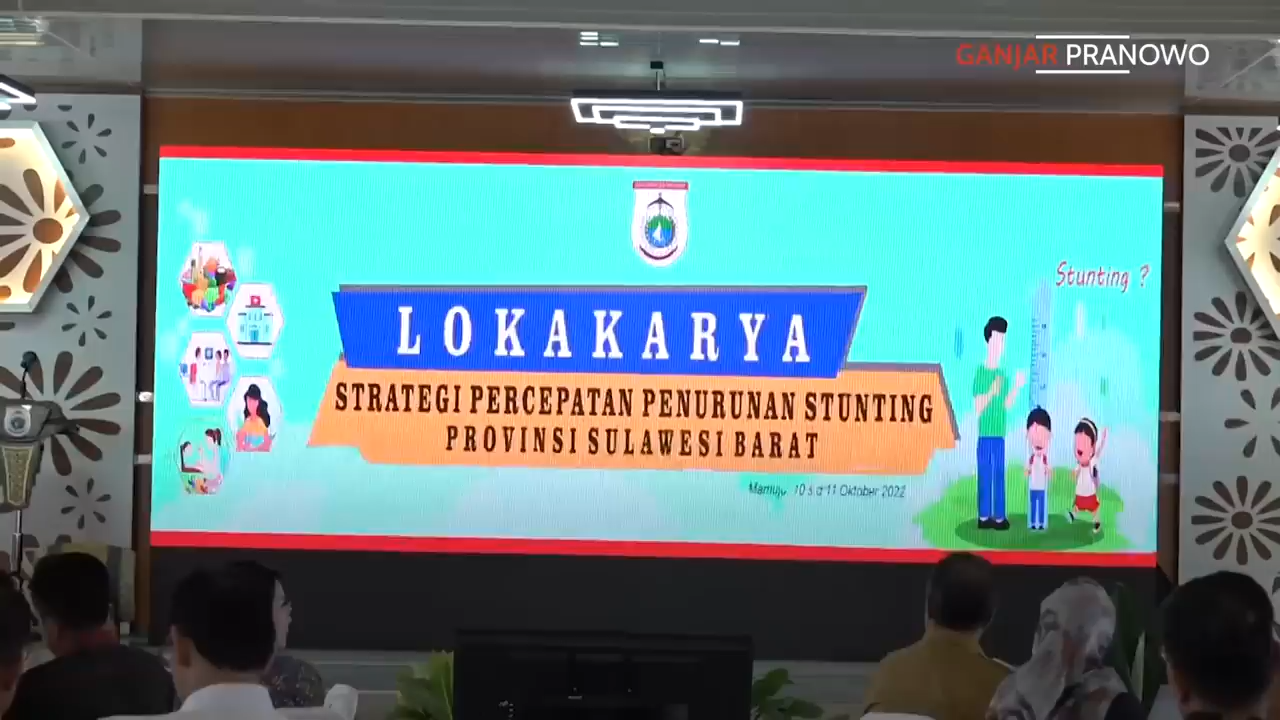 GANJAR PRANOWO
Stunting ?
LOKAKARYA
STRATEGI PERCEPATAN PENURUNAN STUNTING
PROVINSI SULAWESI BARAT
Mamuju, 10 s.d 11 Oktober 2022